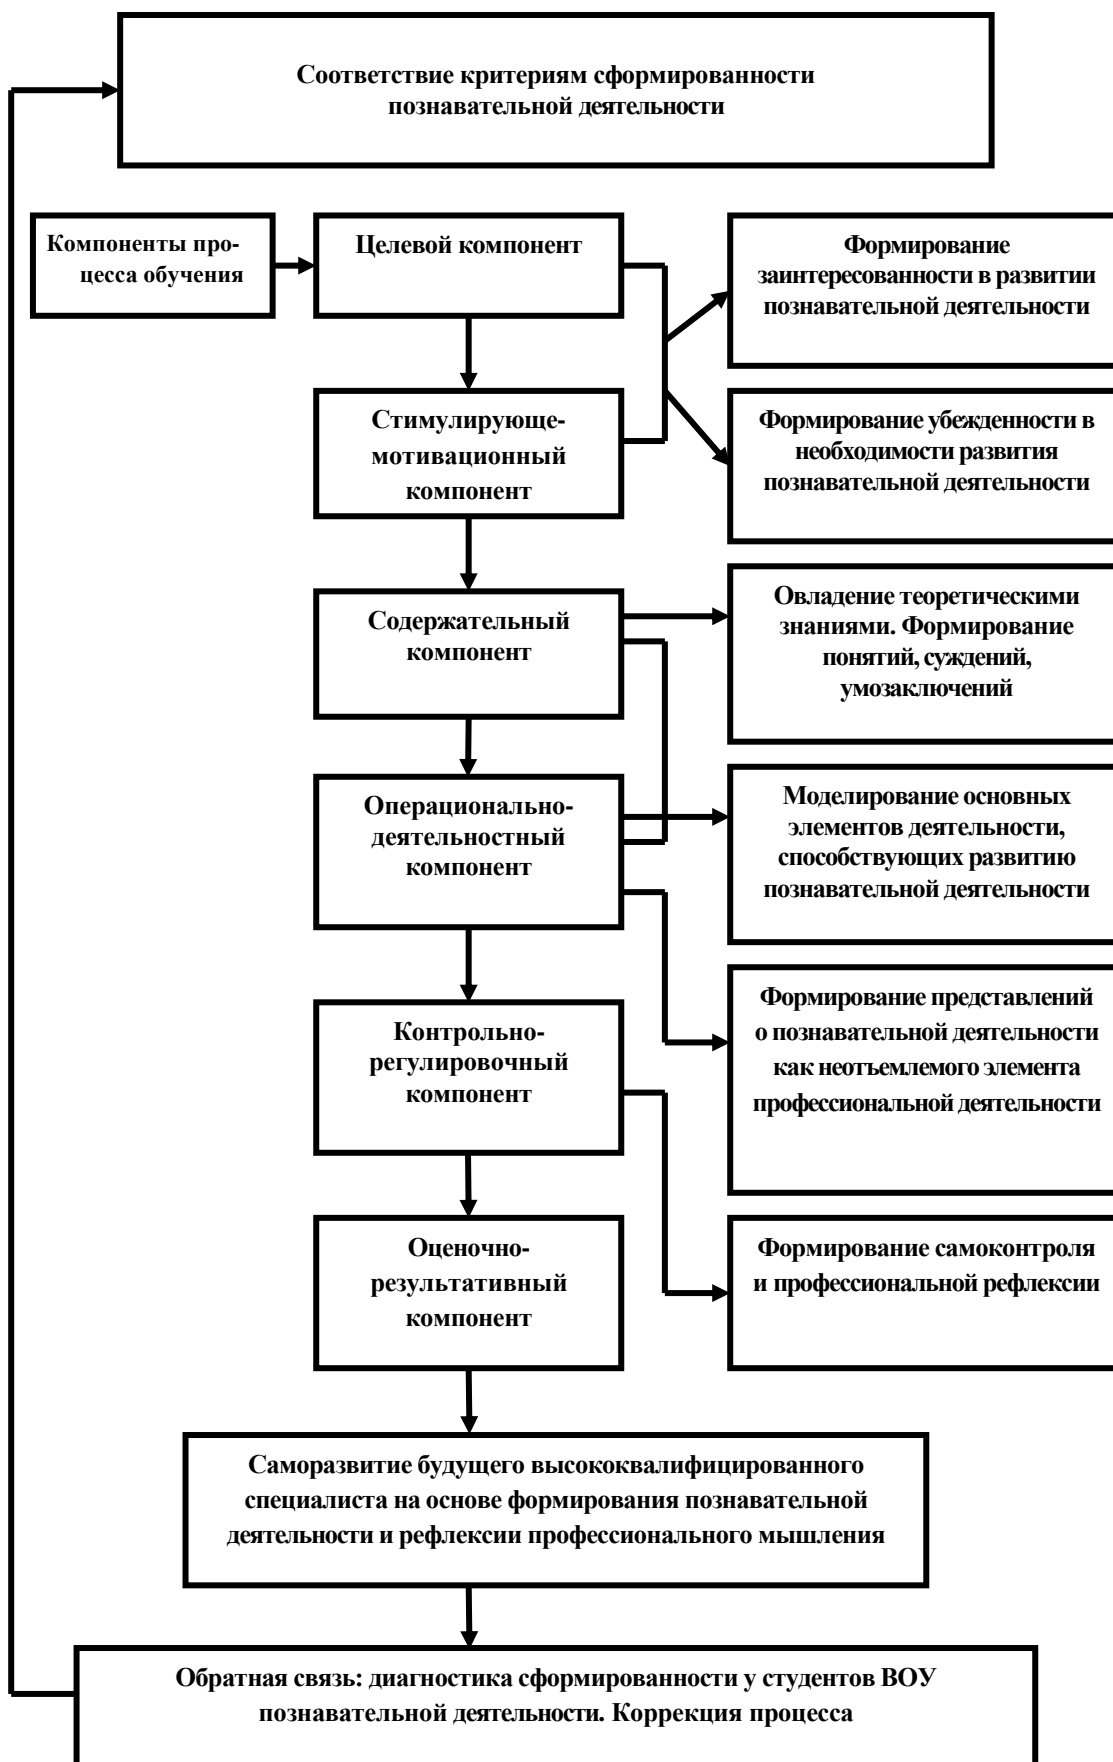 Соответствие критериям сформированности
познавательной деятельности
Компоненты про-
цесса обучения
Целевой компонент
Формирование
заинтересованности в развитии
познавательной деятельности
Стимулирующе-
мотивационный
компонент
Формирование убежденности в
необходимости развития
познавательной деятельности
Содержательный
компонент
Овладение теоретическими
знаниями. Формирование
понятий, суждений,
умозаключений
Операционально-
деятельностный
компонент
Моделирование основных
элементов деятельности,
способствующих развитию
познавательной деятельности
Контрольно-
регулировочный
компонент
Формирование представлений
о познавательной деятельности
как неотъемлемого элемента
профессиональной деятельности
Оценочно-
результативный
компонент
Формирование самоконтроля
и профессиональной рефлексии
Саморазвитие будущего высококвалифицированного
специалиста на основе формирования познавательной
деятельности и рефлексии профессионального мышления
Обратная связь: диагностика сформированности у студентов ВОУ
познавательной деятельности. Коррекция процесса